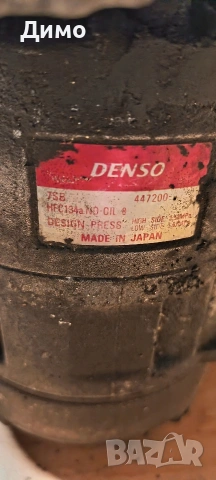 Димо
DENSO
7SB 447200-
HFC134a ND-OIL 8
DESIGN PRESS HIGH SIDE
LOW SIDE
MADE IN JAPAN
BAZAR